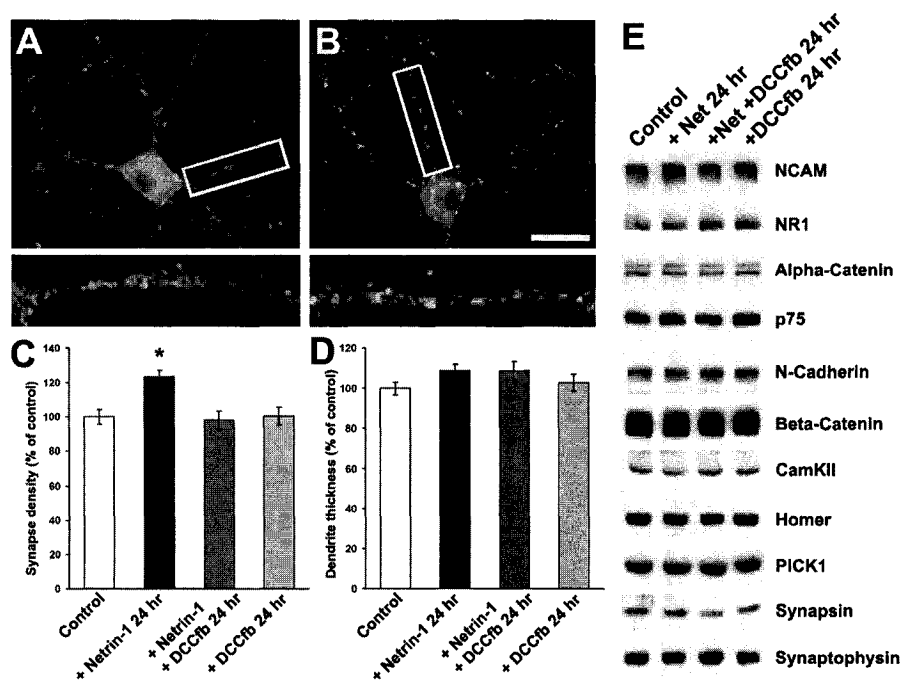 A
B
C
Synapse density (% of control)
140
120
100
80
60
40
20
0
*
Control
+ Netrin-1 24 hr
+ Netrin-1
+ DCCfb 24 hr
+ DCCfb 24 hr
D
Dendrite thickness (% of control)
120
100
80
60
40
20
0
Control
+ Netrin-1 24 hr
+ Netrin-1
+ DCCfb 24 hr
+ DCCfb 24 hr
E
Control
+ Net 24 hr
+Net +DCCfb 24 hr
+DCCfb 24 hr
NCAM
NR1
Alpha-Catenin
p75
N-Cadherin
Beta-Catenin
CamKII
Homer
PICK1
Synapsin
Synaptophysin